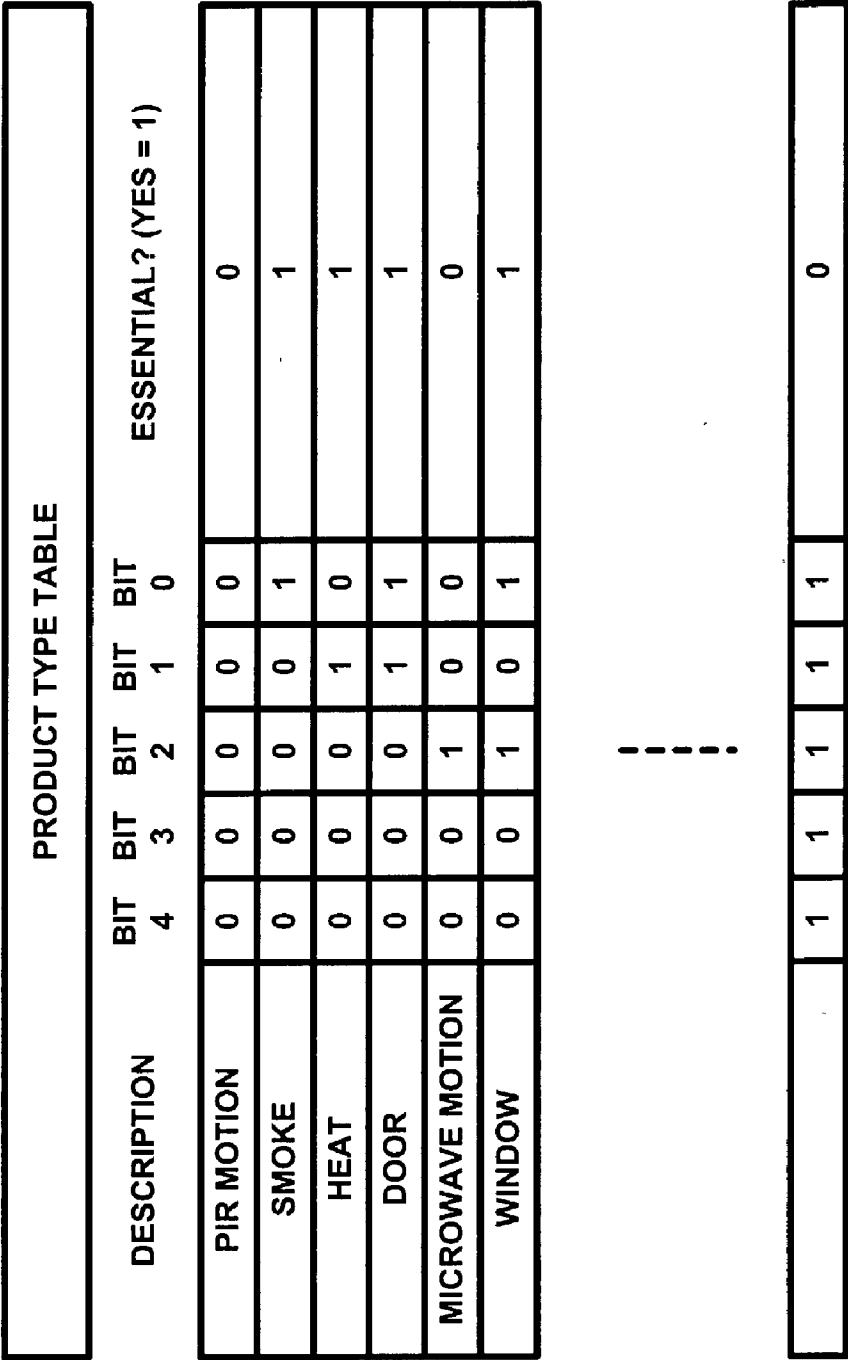 PRODUCT TYPE TABLE
DESCRIPTION BIT 4 BIT 3 BIT 2 BIT 1 BIT 0 ESSENTIAL? (YES = 1)
PIR MOTION 0 0 0 0 0 0
SMOKE 0 0 0 0 1 1
HEAT 0 0 0 1 0 1
DOOR 0 0 0 1 1 1
MICROWAVE MOTION 0 0 1 0 0 0
WINDOW 0 0 1 0 1 1
1 1 1 1 1 0